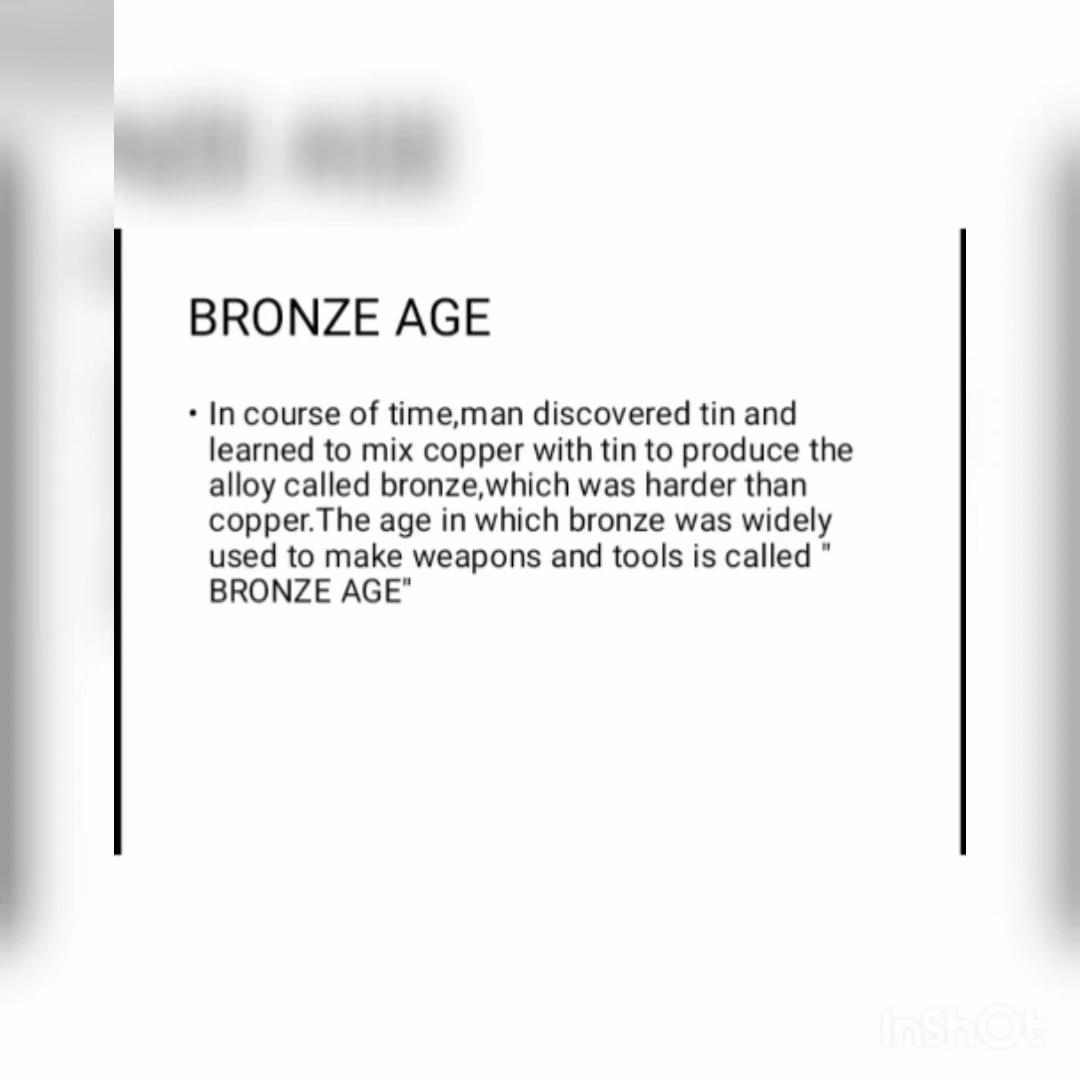 BRONZE AGE
• In course of time,man discovered tin and
learned to mix copper with tin to produce the
alloy called bronze,which was harder than
copper.The age in which bronze was widely
used to make weapons and tools is called "
BRONZE AGE"
InShOt